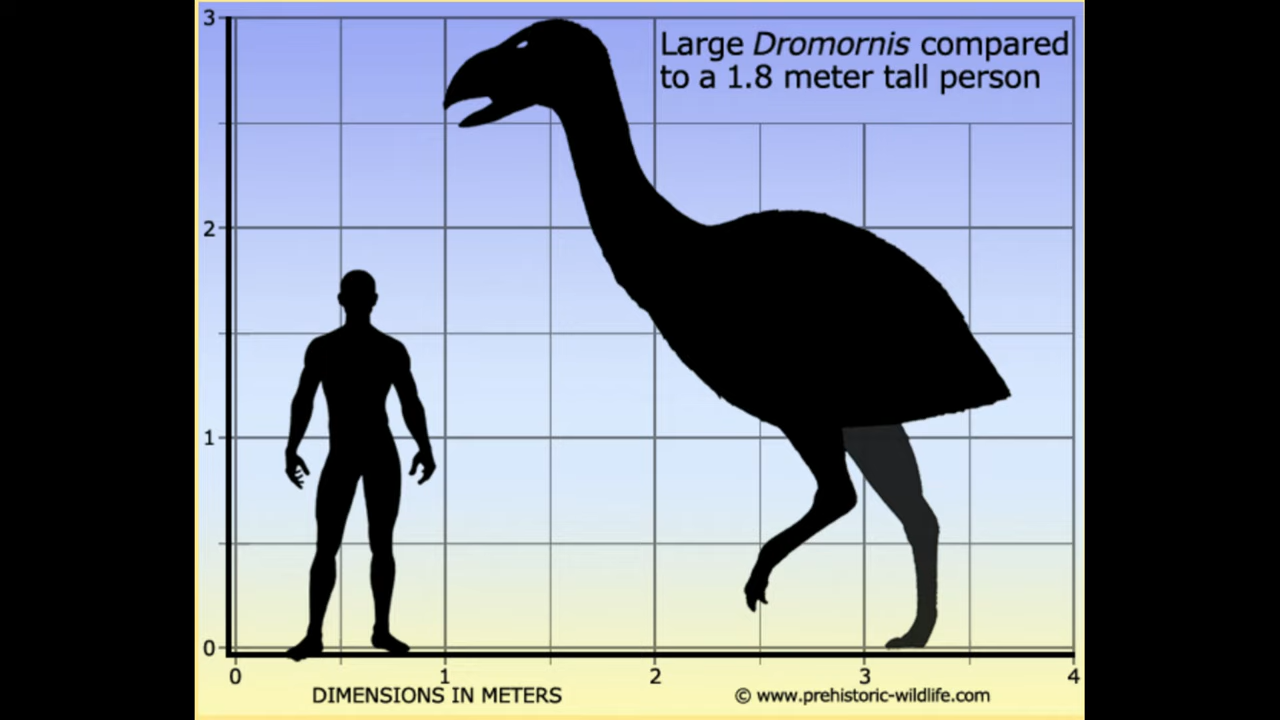 3
Large Dromornis compared
to a 1.8 meter tall person
2
1
0
0 1 2 3 4
DIMENSIONS IN METERS
© www.prehistoric-wildlife.com